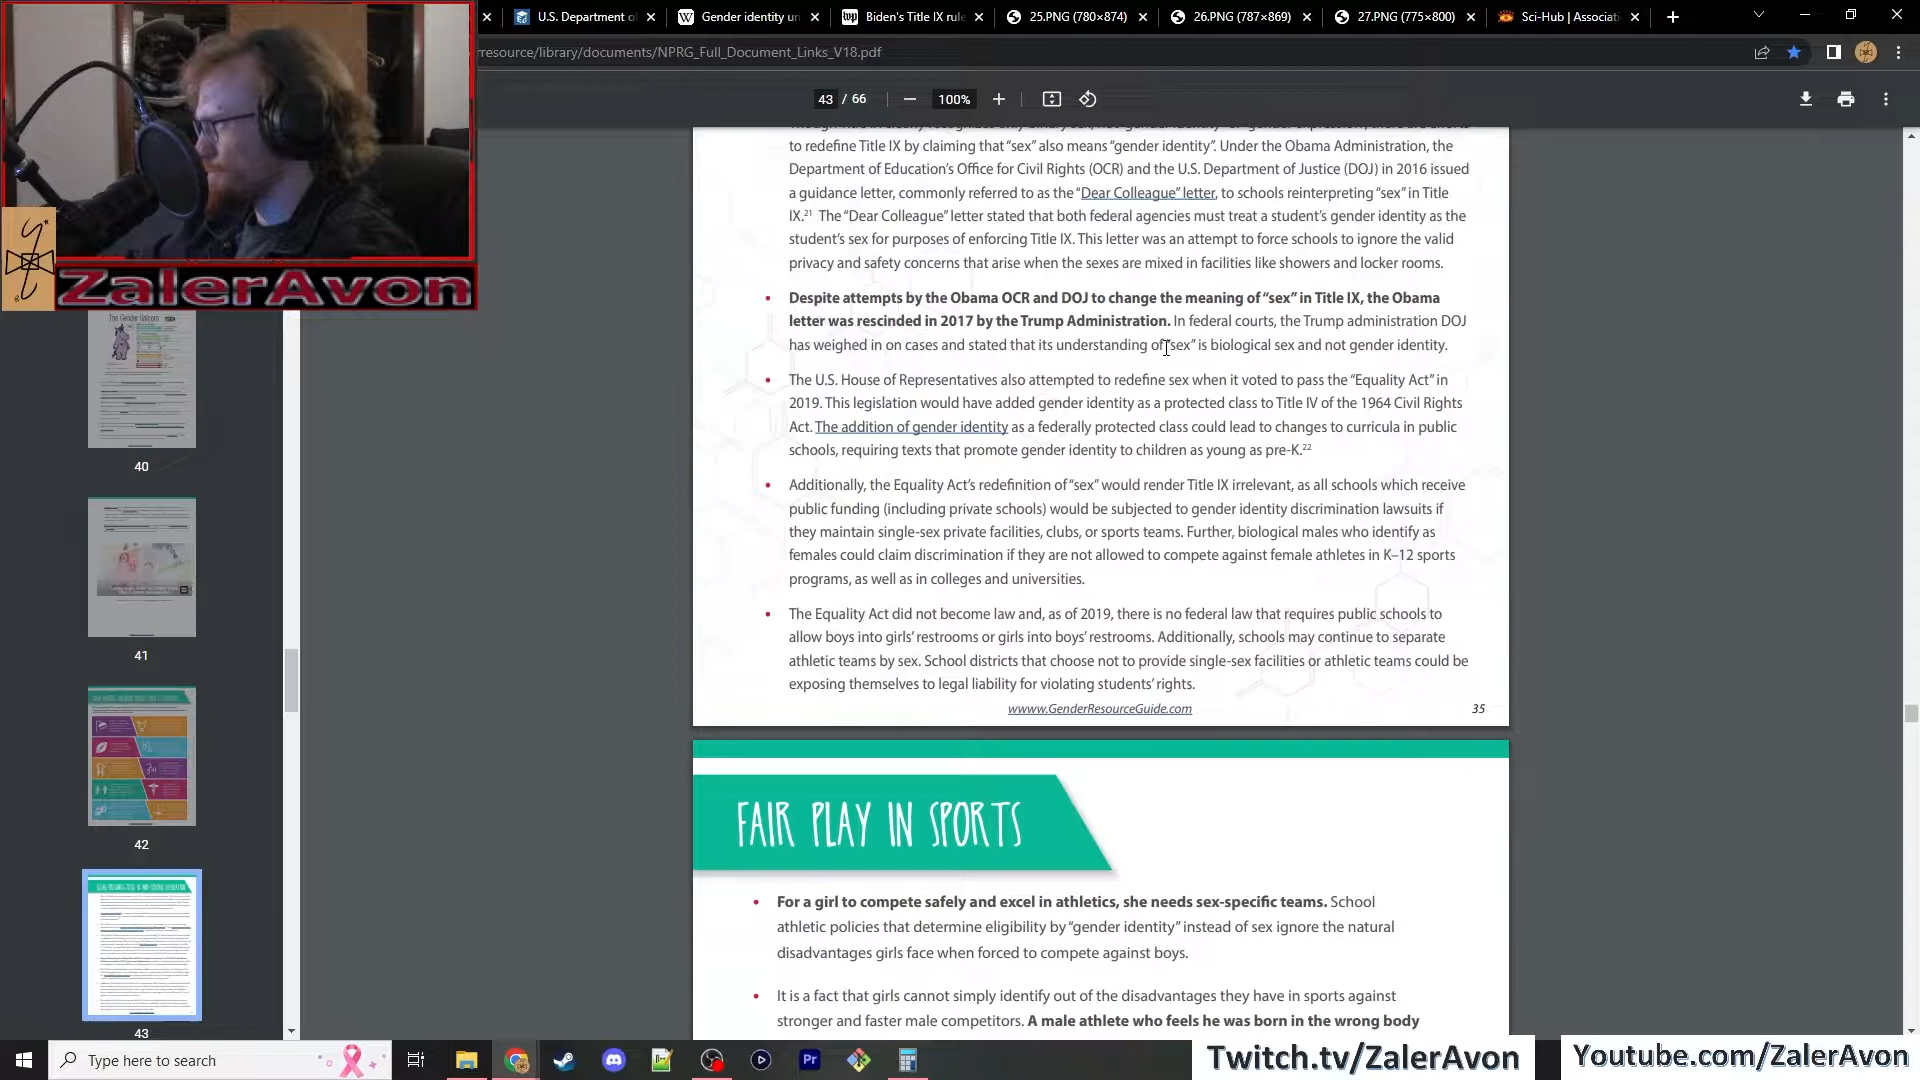 U.S. Department of
Gender identity un
Biden's Title IX rul
25.PNG (780×874)
26.PNG (787×869)
27.PNG (775×800)
Sci-Hub | Associati
resource/library/documents/NPRG_Full_Document_Links_V18.pdf
43 / 66
100%
to redefine Title IX by claiming that “sex” also means “gender identity”. Under the Obama Administration, the
Department of Education’s Office for Civil Rights (OCR) and the U.S. Department of Justice (DOJ) in 2016 issued
a guidance letter, commonly referred to as the “Dear Colleague” letter, to schools reinterpreting “sex” in Title
IX.21 The “Dear Colleague” letter stated that both federal agencies must treat a student’s gender identity as the
student’s sex for purposes of enforcing Title IX. This letter was an attempt to force schools to ignore the valid
privacy and safety concerns that arise when the sexes are mixed in facilities like showers and locker rooms.
• Despite attempts by the Obama OCR and DOJ to change the meaning of “sex” in Title IX, the Obama
letter was rescinded in 2017 by the Trump Administration. In federal courts, the Trump administration DOJ
has weighed in on cases and stated that its understanding of “sex” is biological sex and not gender identity.
• The U.S. House of Representatives also attempted to redefine sex when it voted to pass the “Equality Act” in
2019. This legislation would have added gender identity as a protected class to Title IV of the 1964 Civil Rights
Act. The addition of gender identity as a federally protected class could lead to changes to curricula in public
schools, requiring texts that promote gender identity to children as young as pre-K.22
• Additionally, the Equality Act’s redefinition of “sex” would render Title IX irrelevant, as all schools which receive
public funding (including private schools) would be subjected to gender identity discrimination lawsuits if
they maintain single-sex private facilities, clubs, or sports teams. Further, biological males who identify as
females could claim discrimination if they are not allowed to compete against female athletes in K–12 sports
programs, as well as in colleges and universities.
• The Equality Act did not become law and, as of 2019, there is no federal law that requires public schools to
allow boys into girls’ restrooms or girls into boys’ restrooms. Additionally, schools may continue to separate
athletic teams by sex. School districts that choose not to provide single-sex facilities or athletic teams could be
exposing themselves to legal liability for violating students’ rights.
wwww.GenderResourceGuide.com
35
FAIR PLAY IN SPORTS
• For a girl to compete safely and excel in athletics, she needs sex-specific teams. School
athletic policies that determine eligibility by “gender identity” instead of sex ignore the natural
disadvantages girls face when forced to compete against boys.
• It is a fact that girls cannot simply identify out of the disadvantages they have in sports against
stronger and faster male competitors. A male athlete who feels he was born in the wrong body
ZalerAvon
The Gender Unicorn
40
41
42
43
Type here to search
Twitch.tv/ZalerAvon
Youtube.com/ZalerAvon